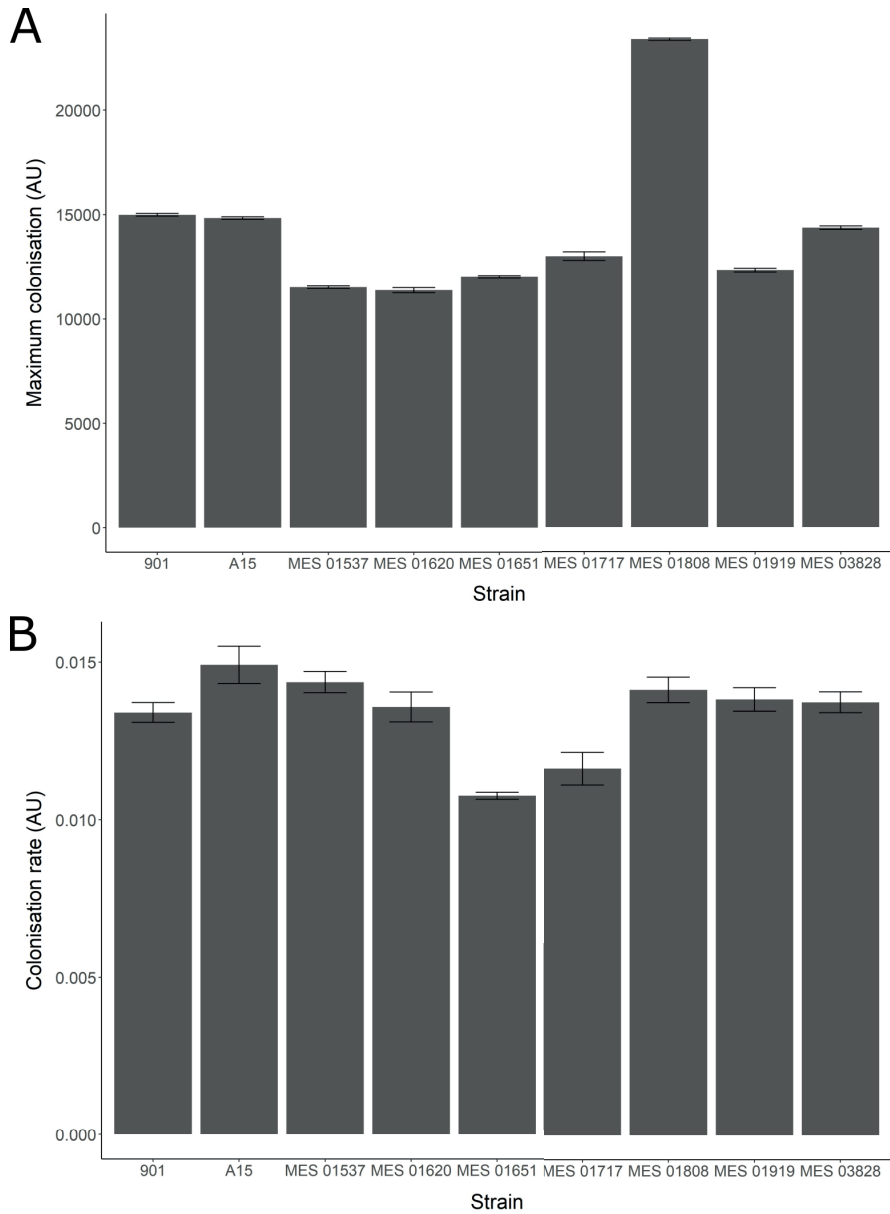 A
Maximum colonisation (AU)
20000
15000
10000
5000
0
901 A15 MES 01537 MES 01620 MES 01651 MES 01717 MES 01808 MES 01919 MES 03828
Strain
B
Colonisation rate (AU)
0.015
0.010
0.005
0.000
901 A15 MES 01537 MES 01620 MES 01651 MES 01717 MES 01808 MES 01919 MES 03828
Strain